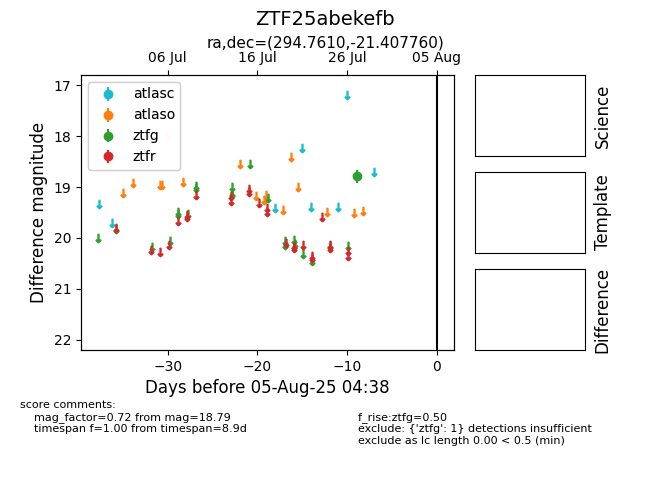 ZTF25abekefb
ra,dec=(294.7610,-21.407760)
06 Jul 16 Jul 26 Jul 05 Aug
atlasc
atlaso
ztfg
ztfr
17
18
19
20
21
22
Difference magnitude
−30 −20 −10 0
Days before 05-Aug-25 04:38
Science
Template
Difference
score comments:
mag_factor=0.72 from mag=18.79
timespan f=1.00 from timespan=8.9d
f_rise:ztfg=0.50
exclude: {'ztfg': 1} detections insufficient
exclude as lc length 0.00 < 0.5 (min)